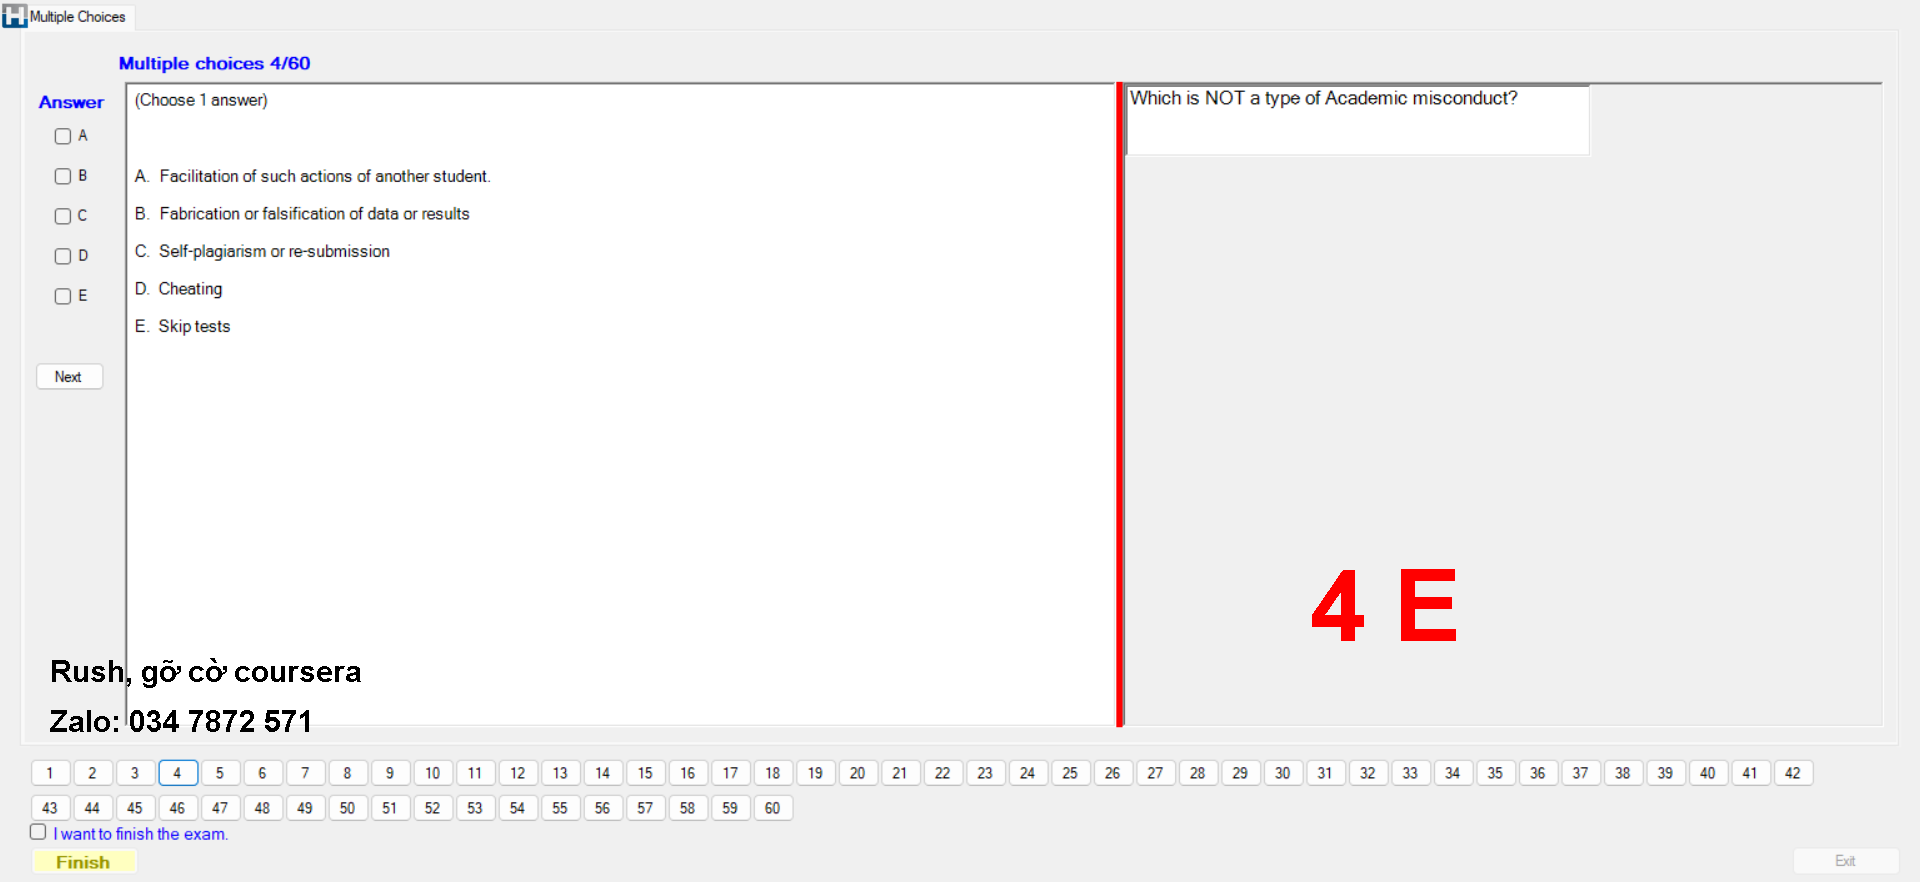 Multiple Choices
Multiple choices 4/60
Answer
A
B
C
D
E
Next
(Choose 1 answer)
A. Facilitation of such actions of another student.
B. Fabrication or falsification of data or results
C. Self-plagiarism or re-submission
D. Cheating
E. Skip tests
Which is NOT a type of Academic misconduct?
4 E
Rush, gỡ cờ coursera
Zalo: 034 7872 571
1 2 3 4 5 6 7 8 9 10 11 12 13 14 15 16 17 18 19 20 21 22 23 24 25 26 27 28 29 30 31 32 33 34 35 36 37 38 39 40 41 42
43 44 45 46 47 48 49 50 51 52 53 54 55 56 57 58 59 60
I want to finish the exam.
Finish
Exit